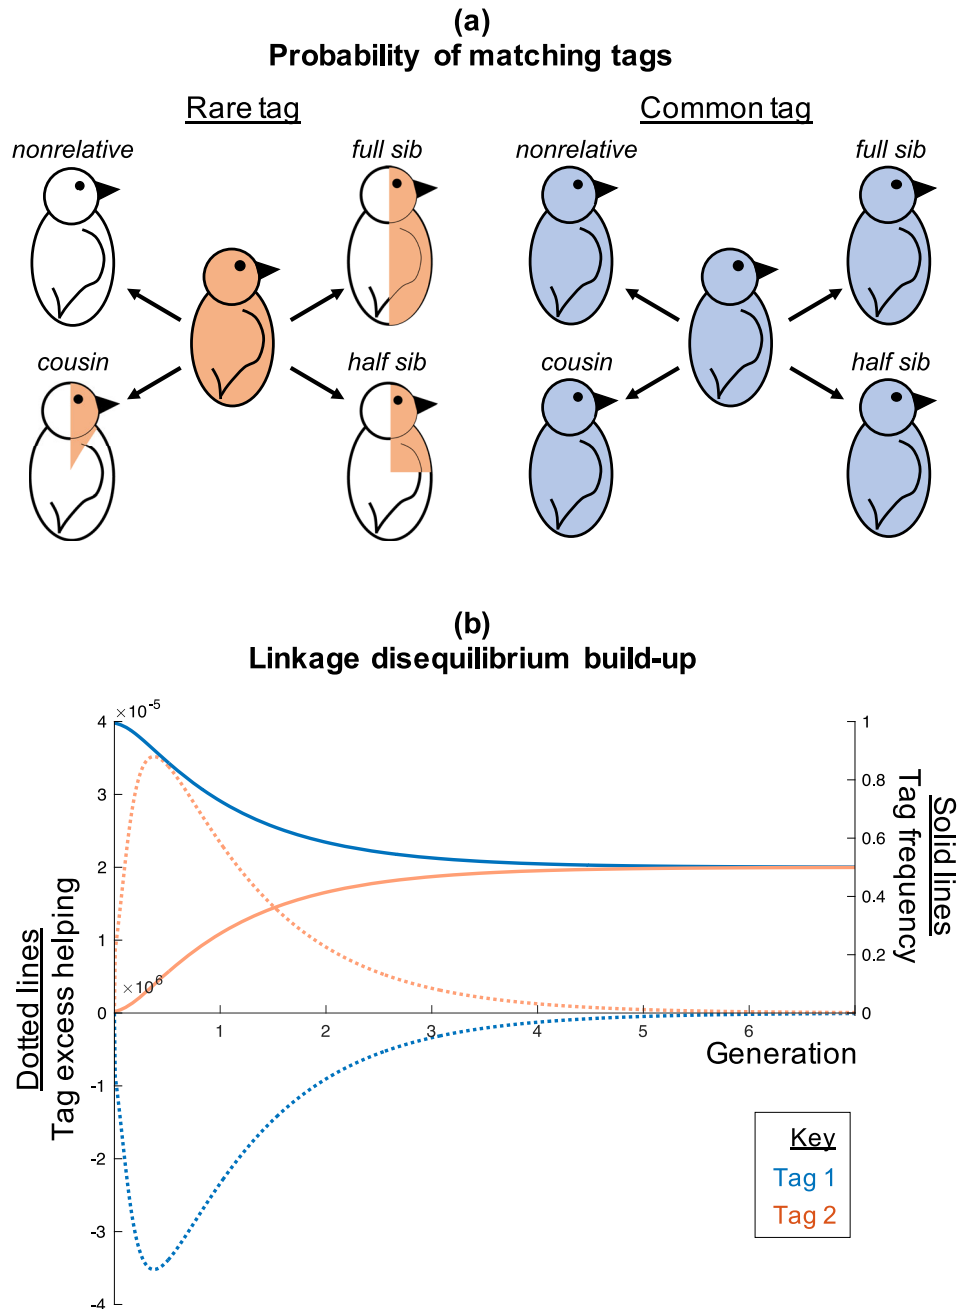 (a)
Probability of matching tags
Rare tag
Common tag
nonrelative
full sib
nonrelative
full sib
cousin
half sib
cousin
half sib
(b)
Linkage disequilibrium build-up
×10⁻⁵
4
3
2
1
0
-1
-2
-3
-4
Dotted lines
Tag excess helping
×10⁶
1
2
3
4
5
6
Generation
1
0.8
0.6
0.4
0.2
0
Solid lines
Tag frequency
Key
Tag 1
Tag 2